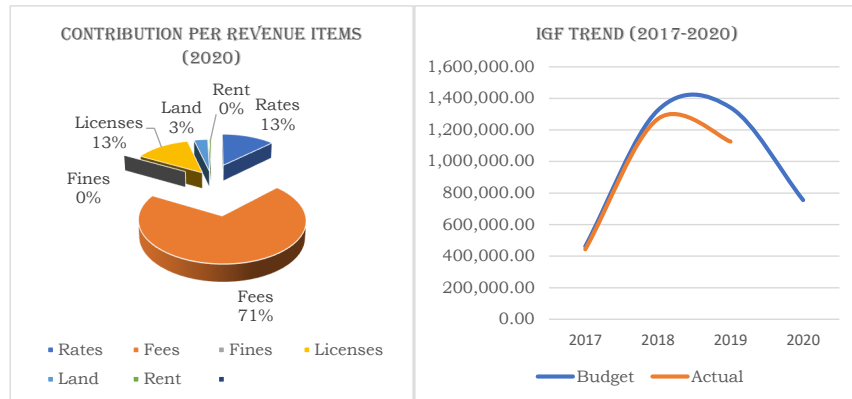 CONTRIBUTION PER REVENUE ITEMS
(2020)
Rent
0%
Rates
13%
Land
3%
Licenses
13%
Fines
0%
Fees
71%
Rates
Fees
Fines
Licenses
Land
Rent
IGF TREND (2017-2020)
1,600,000.00
1,400,000.00
1,200,000.00
1,000,000.00
800,000.00
600,000.00
400,000.00
200,000.00
0.00
2017
2018
2019
2020
Budget
Actual